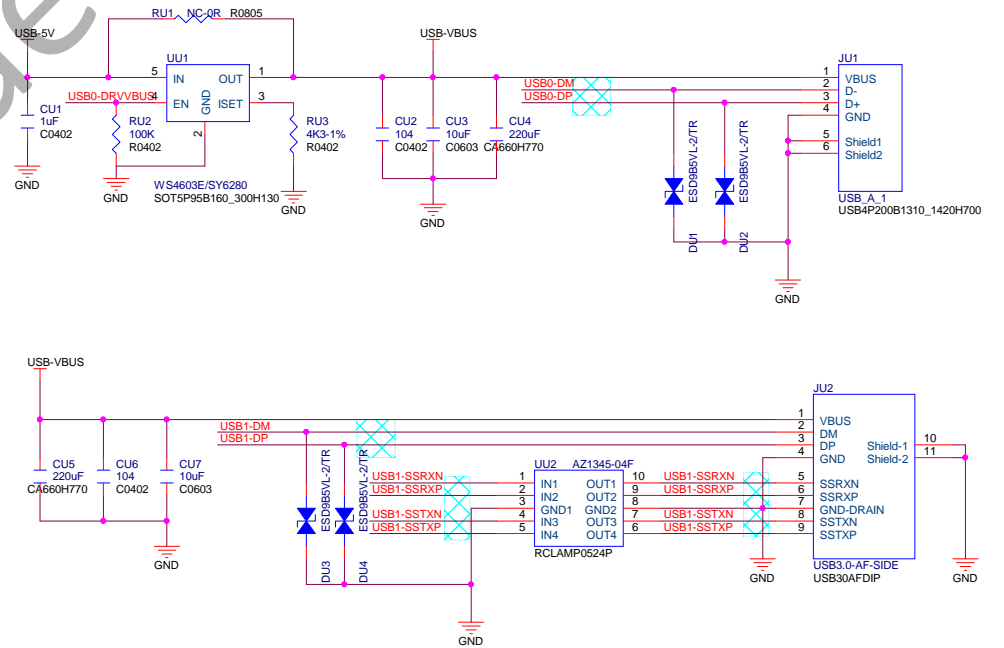 RU1 NC-0R R0805
USB-5V
USB-VBUS
UU1
JU1
5 IN OUT 1
USB0-DRVVBUS 4 EN GND ISET 3
2
CU1
1uF
C0402
RU2
100K
R0402
RU3
4K3-1%
R0402
CU2
104
C0402
CU3
10uF
C0603
CU4
220uF
CA660H770
USB0-DM
USB0-DP
1 VBUS
2 D-
3 D+
4 GND
5 Shield1
6 Shield2
ESD9B5VL-2/TR
ESD9B5VL-2/TR
GND
GND
WS4603E/SY6280
SOT5P95B160_300H130
GND
GND
USB_A_1
USB4P200B1310_1420H700
DU1
DU2
GND
USB-VBUS
JU2
USB1-DM
USB1-DP
1 VBUS
2 DM
3 DP
4 GND
Shield-1 10
Shield-2 11
5 SSRXN
6 SSRXP
7 GND-DRAIN
8 SSTXN
9 SSTXP
CU5
220uF
CA660H770
CU6
104
C0402
CU7
10uF
C0603
ESD9B5VL-2/TR
ESD9B5VL-2/TR
UU2 AZ1345-04F
USB1-SSRXN 1 IN1 OUT1 10 USB1-SSRXN
USB1-SSRXP 2 IN2 OUT2 9 USB1-SSRXP
3 GND1 GND2 8
USB1-SSTXN 4 IN3 OUT3 7 USB1-SSTXN
USB1-SSTXP 5 IN4 OUT4 6 USB1-SSTXP
RCLAMP0524P
GND
DU3
DU4
GND
USB3.0-AF-SIDE
USB30AFDIP
GND
GND